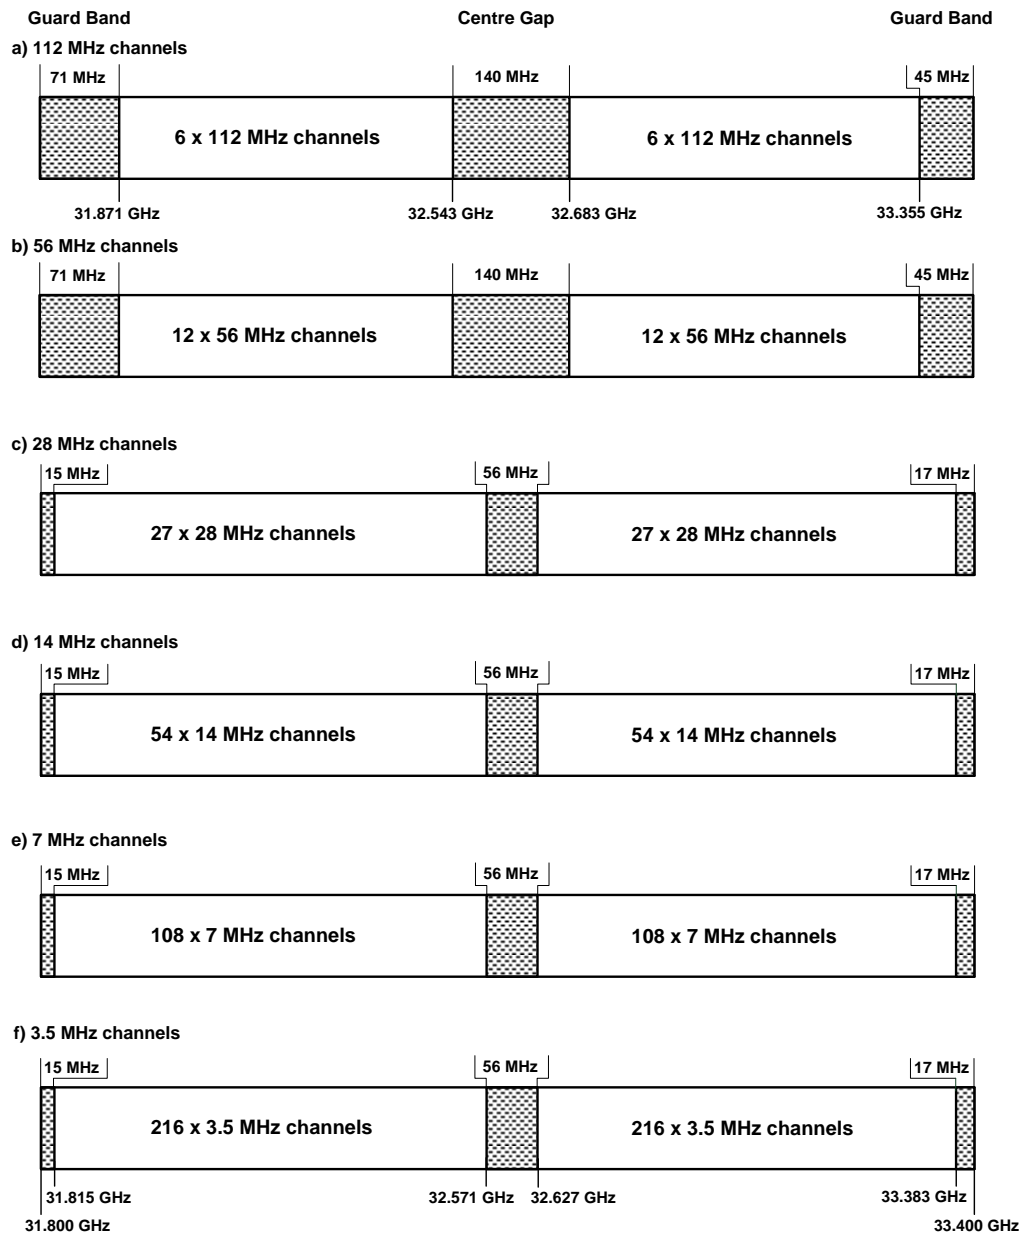 Guard Band Centre Gap Guard Band
a) 112 MHz channels
71 MHz 140 MHz 45 MHz
6 x 112 MHz channels 6 x 112 MHz channels
31.871 GHz 32.543 GHz 32.683 GHz 33.355 GHz
b) 56 MHz channels
71 MHz 140 MHz 45 MHz
12 x 56 MHz channels 12 x 56 MHz channels
c) 28 MHz channels
15 MHz 56 MHz 17 MHz
27 x 28 MHz channels 27 x 28 MHz channels
d) 14 MHz channels
15 MHz 56 MHz 17 MHz
54 x 14 MHz channels 54 x 14 MHz channels
e) 7 MHz channels
15 MHz 56 MHz 17 MHz
108 x 7 MHz channels 108 x 7 MHz channels
f) 3.5 MHz channels
15 MHz 56 MHz 17 MHz
216 x 3.5 MHz channels 216 x 3.5 MHz channels
31.815 GHz 32.571 GHz 32.627 GHz 33.383 GHz
31.800 GHz 33.400 GHz